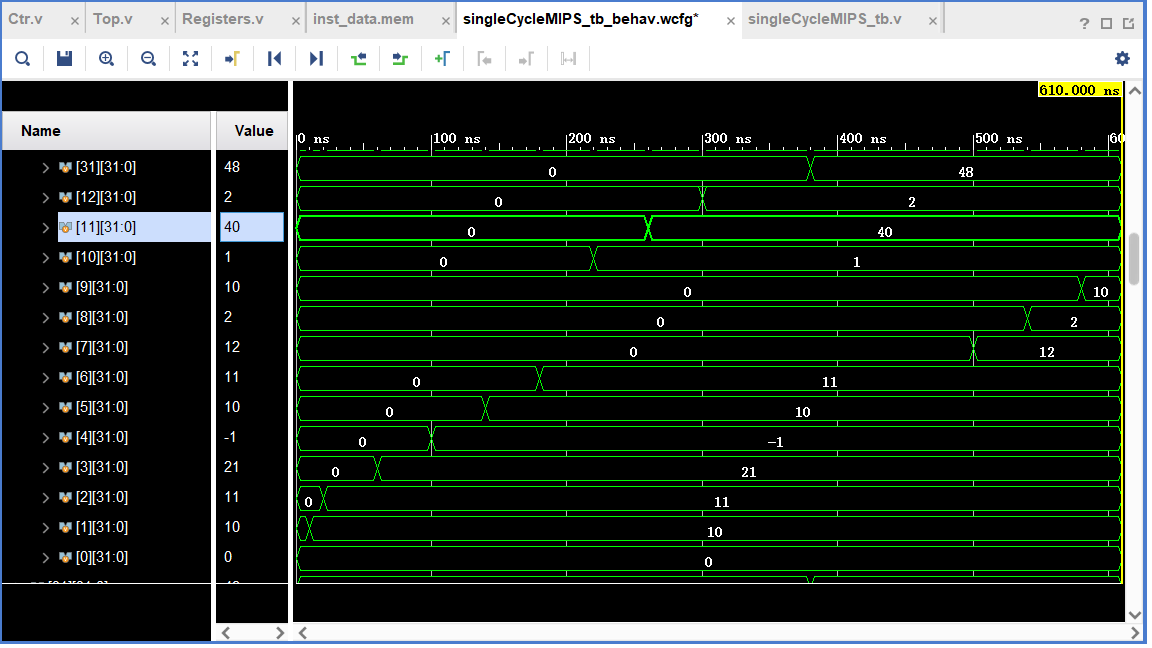 Ctr.v × Top.v × Registers.v × inst_data.mem × singleCycleMIPS_tb_behav.wcfg* × singleCycleMIPS_tb.v × ?
610.000 ns
Name Value 0 ns 100 ns 200 ns 300 ns 400 ns 500 ns 60
[31][31:0] 48 0 48
[12][31:0] 2 0 2
[11][31:0] 40 0 40
[10][31:0] 1 0 1
[9][31:0] 10 0 10
[8][31:0] 2 0 2
[7][31:0] 12 0 12
[6][31:0] 11 0 11
[5][31:0] 10 0 10
[4][31:0] -1 0 -1
[3][31:0] 21 0 21
[2][31:0] 11 0 11
[1][31:0] 10 10
[0][31:0] 0 0